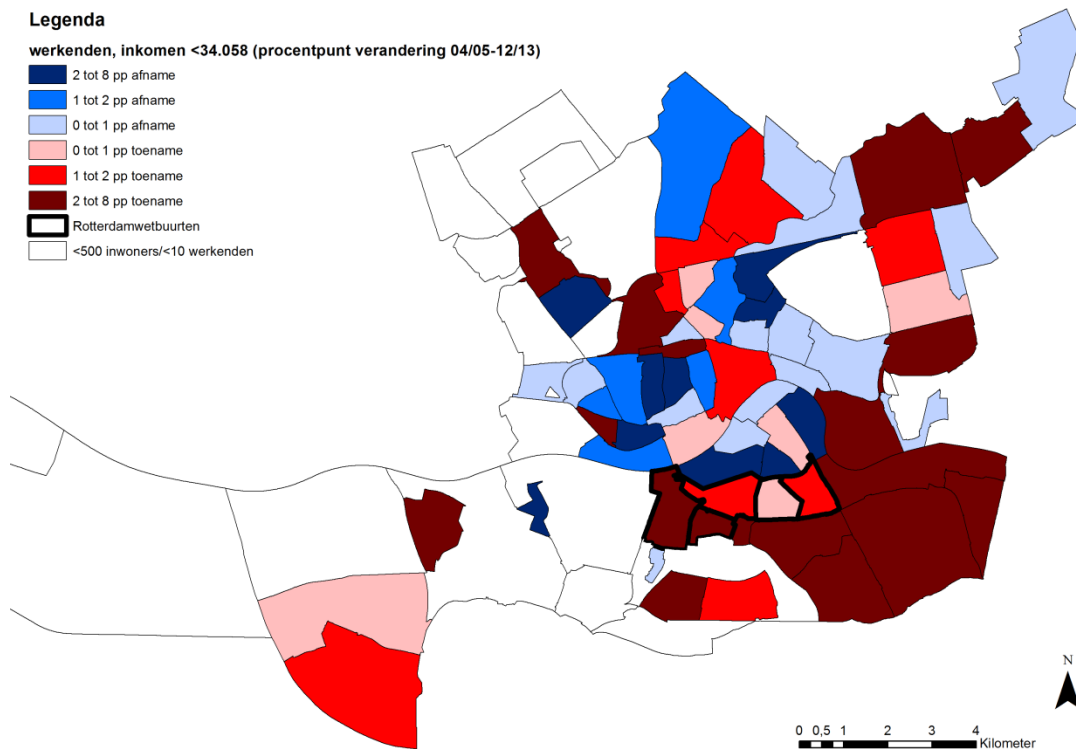 Legenda
werkenden, inkomen <34.058 (procentpunt verandering 04/05-12/13)
2 tot 8 pp afname
1 tot 2 pp afname
0 tot 1 pp afname
0 tot 1 pp toename
1 tot 2 pp toename
2 tot 8 pp toename
Rotterdamwetbuurten
<500 inwoners/<10 werkenden
N
0 0,5 1 2 3 4
Kilometer